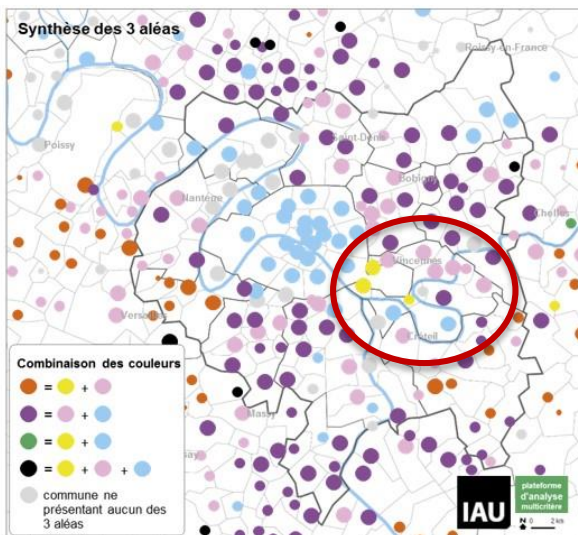 Synthèse des 3 aléas
Roissy-en-France
Poissy
Saint-Denis
Bobigny
Nanterre
Chelles
Vincennes
Versailles
Créteil
Massy
Combinaison des couleurs
= +
= +
= +
= + +
commune ne
présentant aucun des
3 aléas
IAU
plateforme
d'analyse
multicritère
N 0 2 km